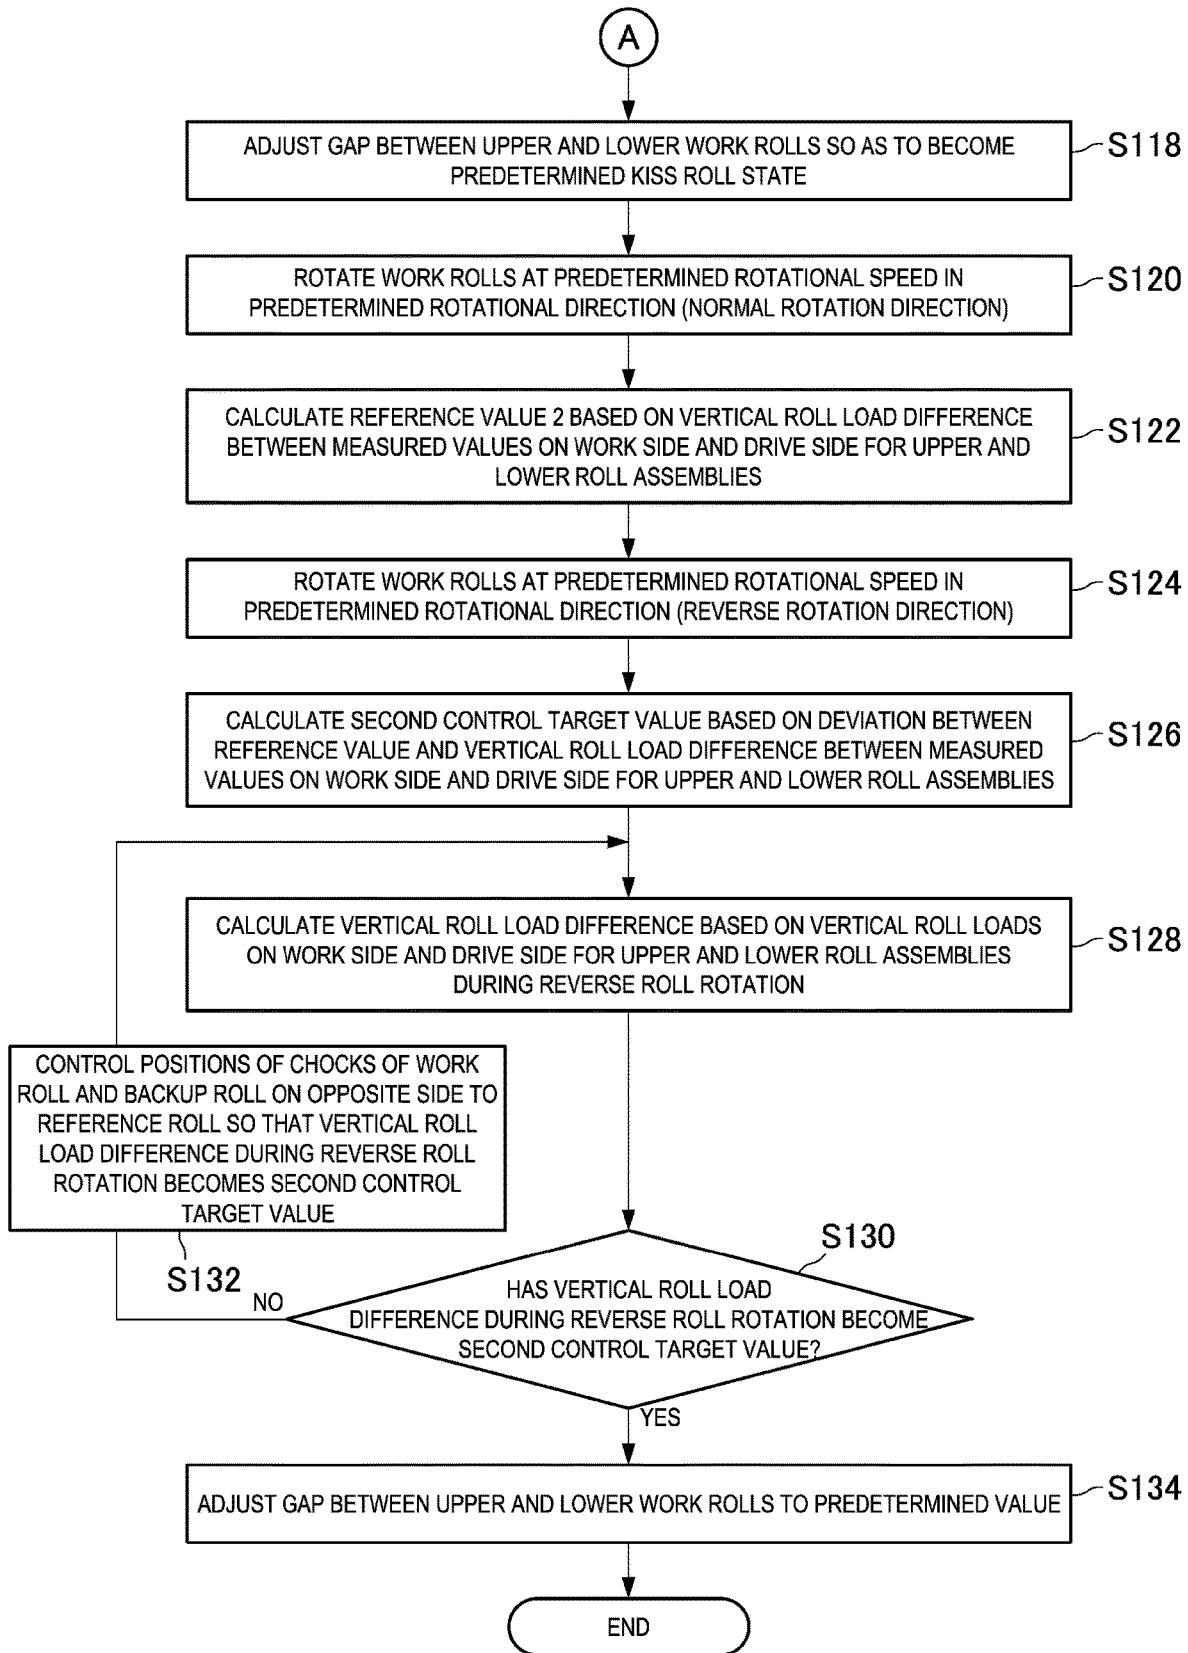 A
ADJUST GAP BETWEEN UPPER AND LOWER WORK ROLLS SO AS TO BECOME
PREDETERMINED KISS ROLL STATE
S118
ROTATE WORK ROLLS AT PREDETERMINED ROTATIONAL SPEED IN
PREDETERMINED ROTATIONAL DIRECTION (NORMAL ROTATION DIRECTION)
S120
CALCULATE REFERENCE VALUE 2 BASED ON VERTICAL ROLL LOAD DIFFERENCE
BETWEEN MEASURED VALUES ON WORK SIDE AND DRIVE SIDE FOR UPPER AND
LOWER ROLL ASSEMBLIES
S122
ROTATE WORK ROLLS AT PREDETERMINED ROTATIONAL SPEED IN
PREDETERMINED ROTATIONAL DIRECTION (REVERSE ROTATION DIRECTION)
S124
CALCULATE SECOND CONTROL TARGET VALUE BASED ON DEVIATION BETWEEN
REFERENCE VALUE AND VERTICAL ROLL LOAD DIFFERENCE BETWEEN MEASURED
VALUES ON WORK SIDE AND DRIVE SIDE FOR UPPER AND LOWER ROLL ASSEMBLIES
S126
CALCULATE VERTICAL ROLL LOAD DIFFERENCE BASED ON VERTICAL ROLL LOADS
ON WORK SIDE AND DRIVE SIDE FOR UPPER AND LOWER ROLL ASSEMBLIES
DURING REVERSE ROLL ROTATION
S128
CONTROL POSITIONS OF CHOCKS OF WORK
ROLL AND BACKUP ROLL ON OPPOSITE SIDE TO
REFERENCE ROLL SO THAT VERTICAL ROLL
LOAD DIFFERENCE DURING REVERSE ROLL
ROTATION BECOMES SECOND CONTROL
TARGET VALUE
S132
S130
HAS VERTICAL ROLL LOAD
DIFFERENCE DURING REVERSE ROLL ROTATION BECOME
SECOND CONTROL TARGET VALUE?
NO
YES
ADJUST GAP BETWEEN UPPER AND LOWER WORK ROLLS TO PREDETERMINED VALUE
S134
END